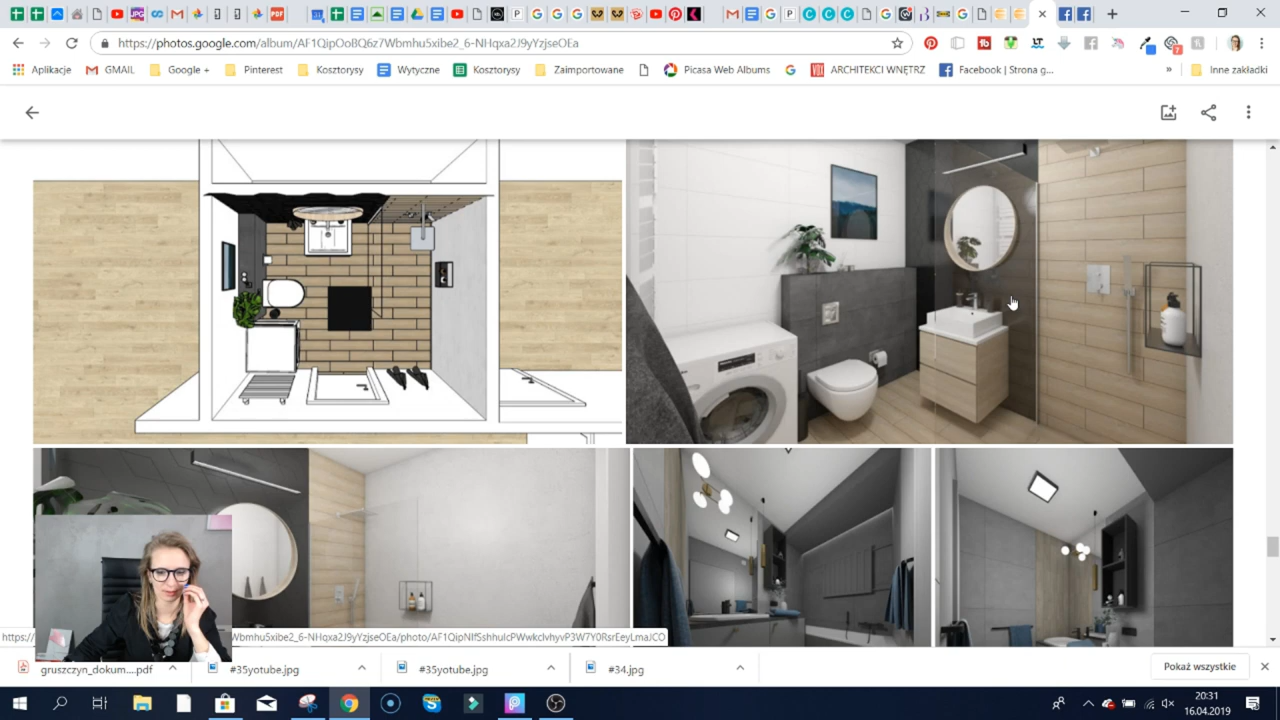 https://photos.google.com/album/AF1QipOoBQ6z7Wbmhu5xibe2_6-NHqxa2J9yYzjseOEa
Aplikacje
GMAIL
Google +
Pinterest
Kosztorysy
Wytyczne
Kosztorysy
Zaimportowane
Picasa Web Albums
ARCHITEKCI WNĘTRZ
Facebook | Strona g...
»
Inne zakładki
https://
Wbmhu5xibe2_6-NHqxa2J9yYzjseOEa/photo/AF1QipNlfSshhulcPWwkclvhyvP3W7Y0RsrEeyLmaJCO
gruszczyn_dokum....pdf
#35yotube.jpg
#35yotube.jpg
#34.jpg
Pokaż wszystkie
20:31
16.04.2019